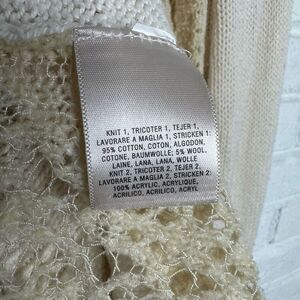 KNIT 1, TRICOTER 1, TEJER 1,
LAVORARE A MAGLIA 1, STRICKEN 1:
95% COTTON, COTON, ALGODON,
COTONE, BAUMWOLLE; 5% WOOL,
LAINE, LANA, LANA, WOLLE
KNIT 2, TRICOTER 2, TEJER 2,
LAVORARE A MAGLIA 2, STRICKEN 2:
100% ACRYLIC, ACRYLIQUE,
ACRILICO, ACRILICO, ACRYL